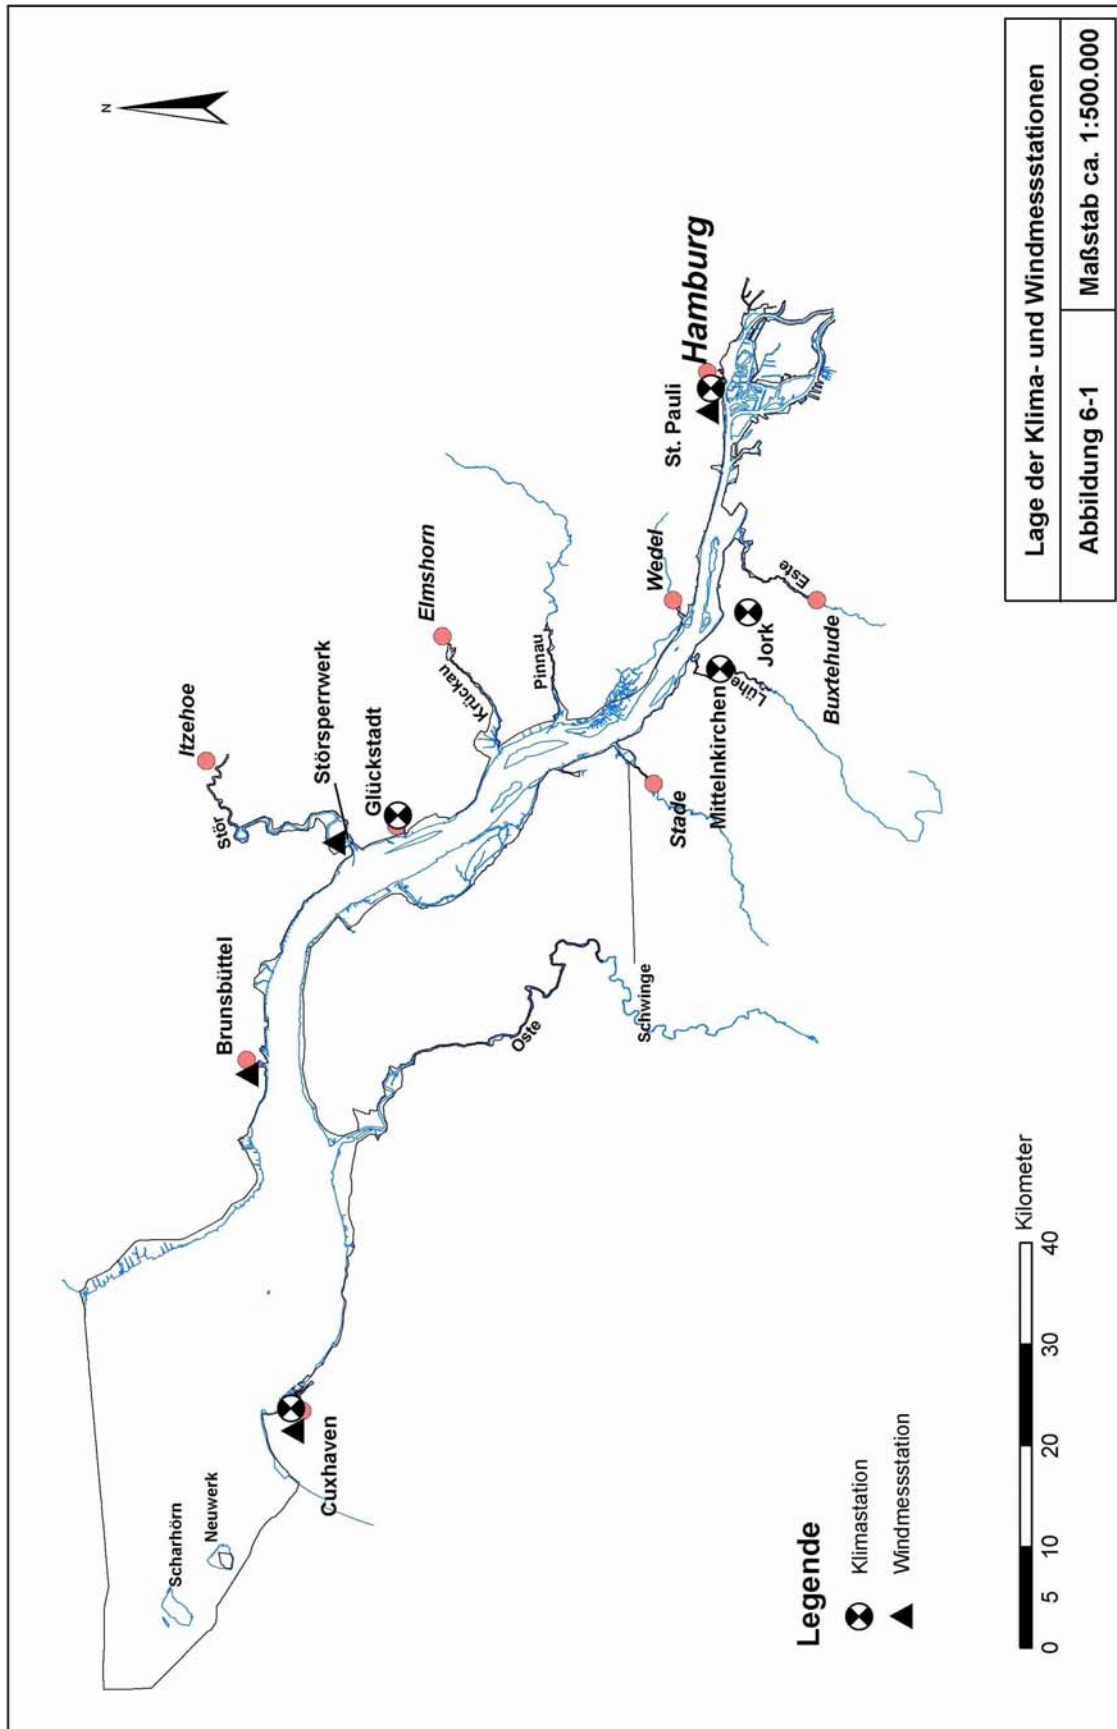 N
Itzehoe
Stör
Störsperrwerk
Brunsbüttel
Glückstadt
Elmshorn
Krückau
Pinnau
Wedel
St. Pauli
Hamburg
Scharhörn
Neuwerk
Cuxhaven
Oste
Schwinge
Stade
Mittelnkirchen
Lühe
Jork
Este
Buxtehude
Legende
Klimastation
Windmessstation
0 5 10 20 30 40
Kilometer
Lage der Klima- und Windmessstationen
Abbildung 6-1
Maßstab ca. 1:500.000